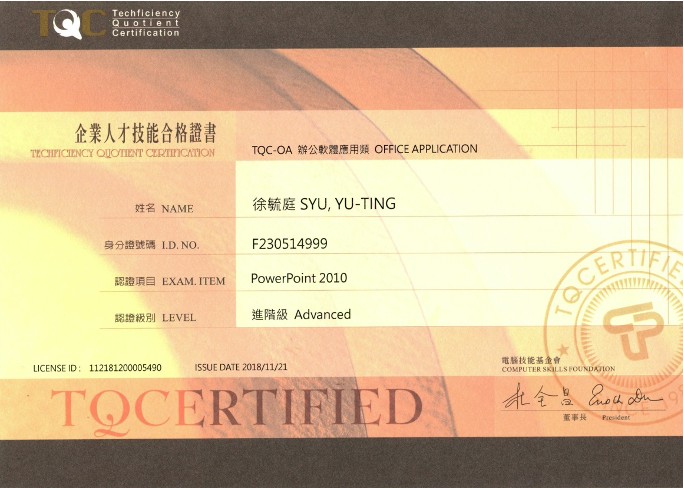 TQC Techficiency
Quotient
Certification
企業人才技能合格證書
TECHFICIENCY QUOTIENT CERTIFICATION
TQC-OA 辦公軟體應用類 OFFICE APPLICATION
姓名 NAME 徐毓庭 SYU, YU-TING
身分證號碼 I.D. NO. F230514999
認證項目 EXAM. ITEM PowerPoint 2010
認證級別 LEVEL 進階級 Advanced
LICENSE ID : 112181200005490 ISSUE DATE 2018/11/21
電腦技能基金會
COMPUTER SKILLS FOUNDATION
TQCERTIFIED
董事長 President
TQCERTIFIED